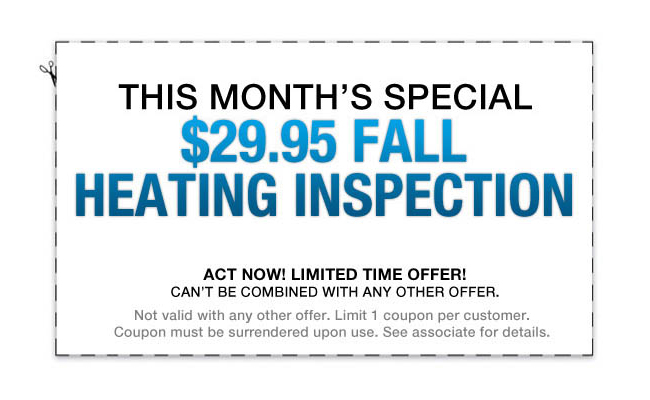 THIS MONTH'S SPECIAL
$29.95 FALL
HEATING INSPECTION
ACT NOW! LIMITED TIME OFFER!
CAN'T BE COMBINED WITH ANY OTHER OFFER.
Not valid with any other offer. Limit 1 coupon per customer.
Coupon must be surrendered upon use. See associate for details.